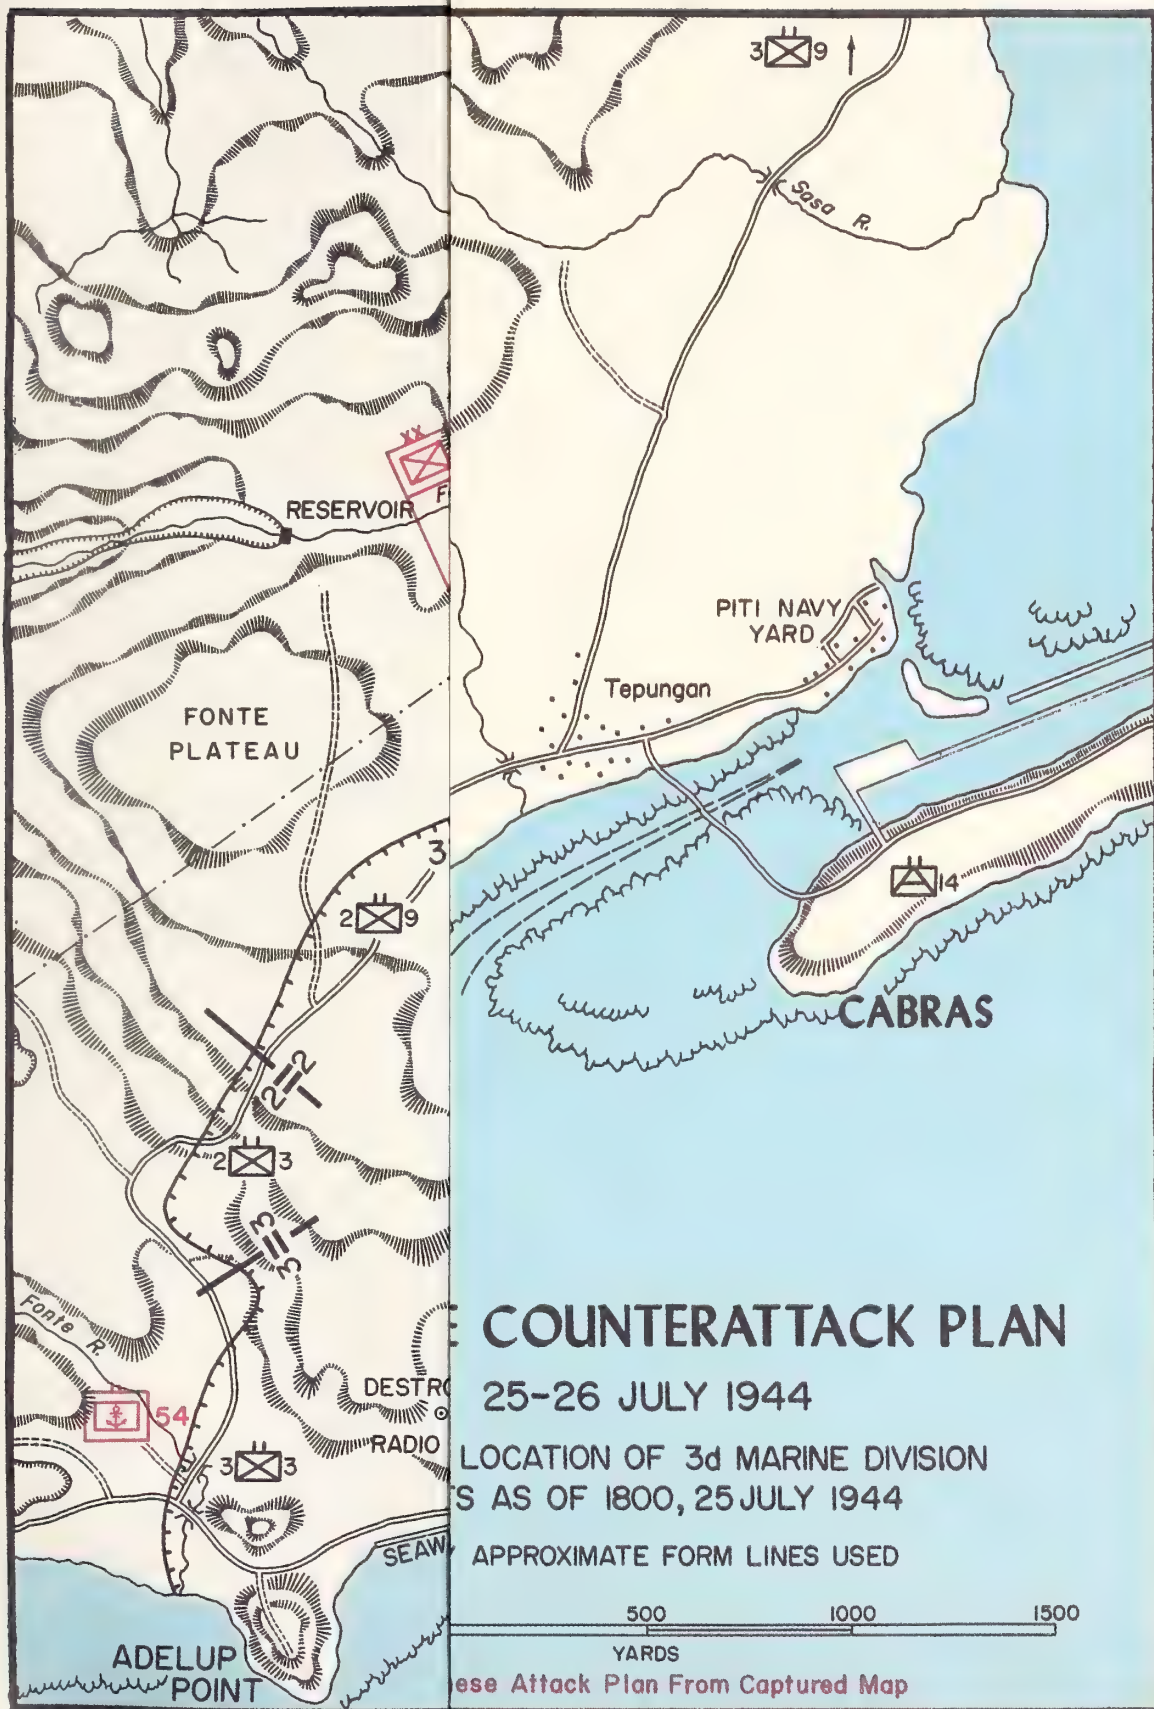 3 9
Sasa R.
RESERVOIR
F
PITI NAVY
YARD
Tepungan
FONTE
PLATEAU
3
2 9
14
CABRAS
2 2
2 3
3 3
Fonte R.
54
DESTR
RADIO
3 3
E COUNTERATTACK PLAN
25-26 JULY 1944
LOCATION OF 3d MARINE DIVISION
S AS OF 1800, 25 JULY 1944
SEAW
APPROXIMATE FORM LINES USED
500 1000 1500
YARDS
ADELUP
POINT
ese Attack Plan From Captured Map